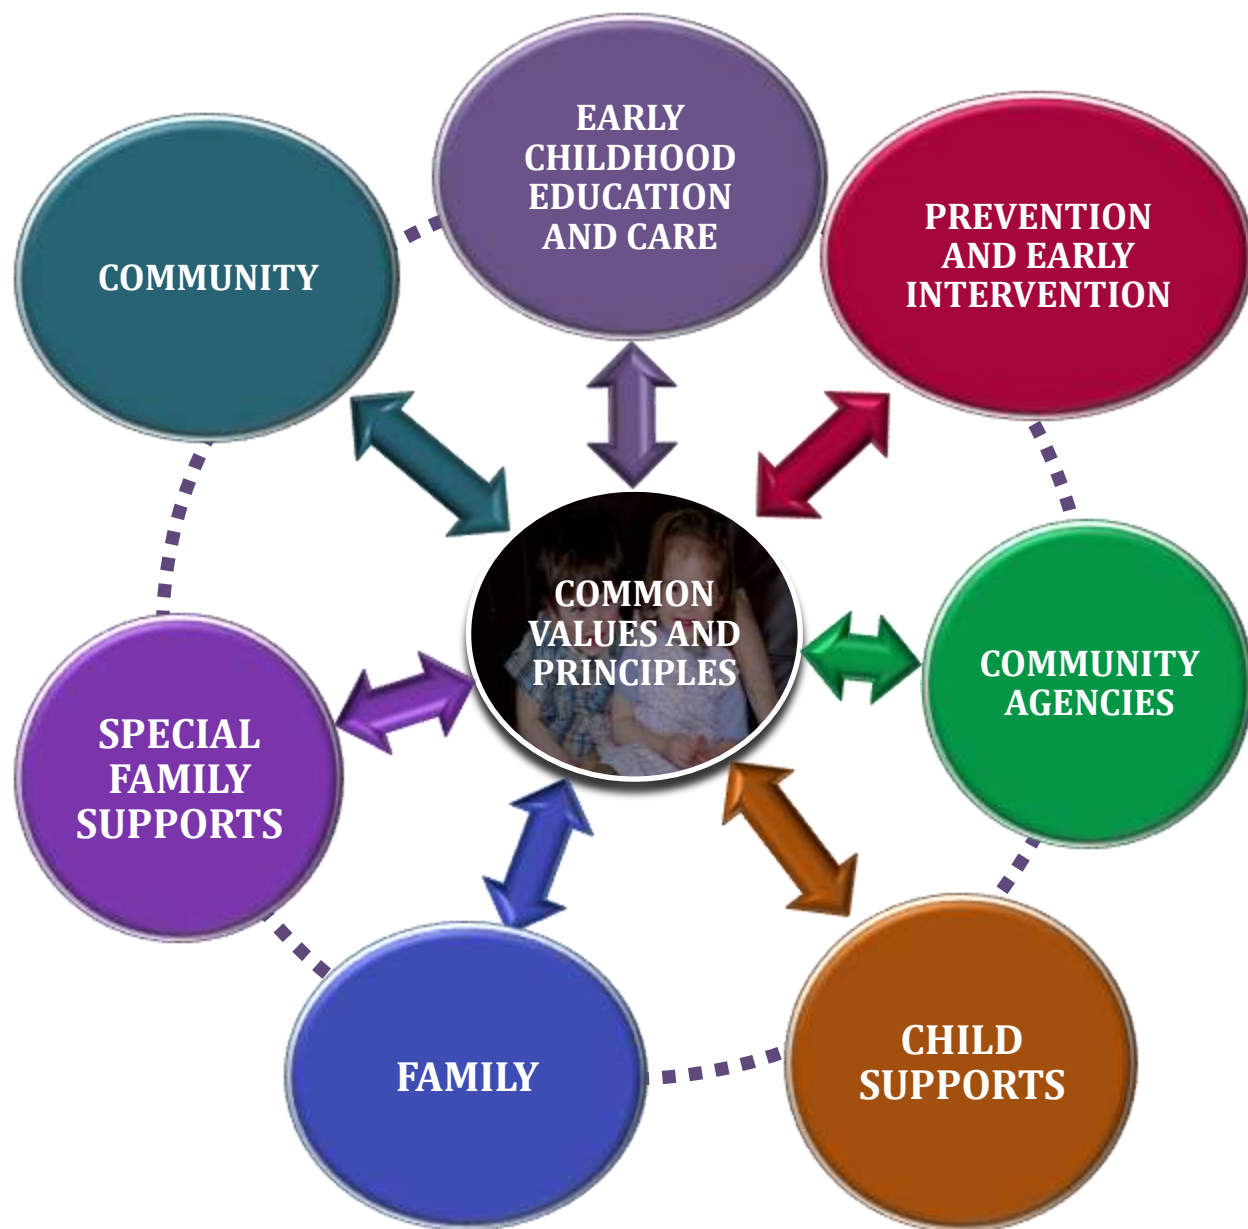 EARLY
CHILDHOOD
EDUCATION
AND CARE
PREVENTION
AND EARLY
INTERVENTION
COMMUNITY
AGENCIES
CHILD
SUPPORTS
FAMILY
SPECIAL
FAMILY
SUPPORTS
COMMUNITY
COMMON
VALUES AND
PRINCIPLES